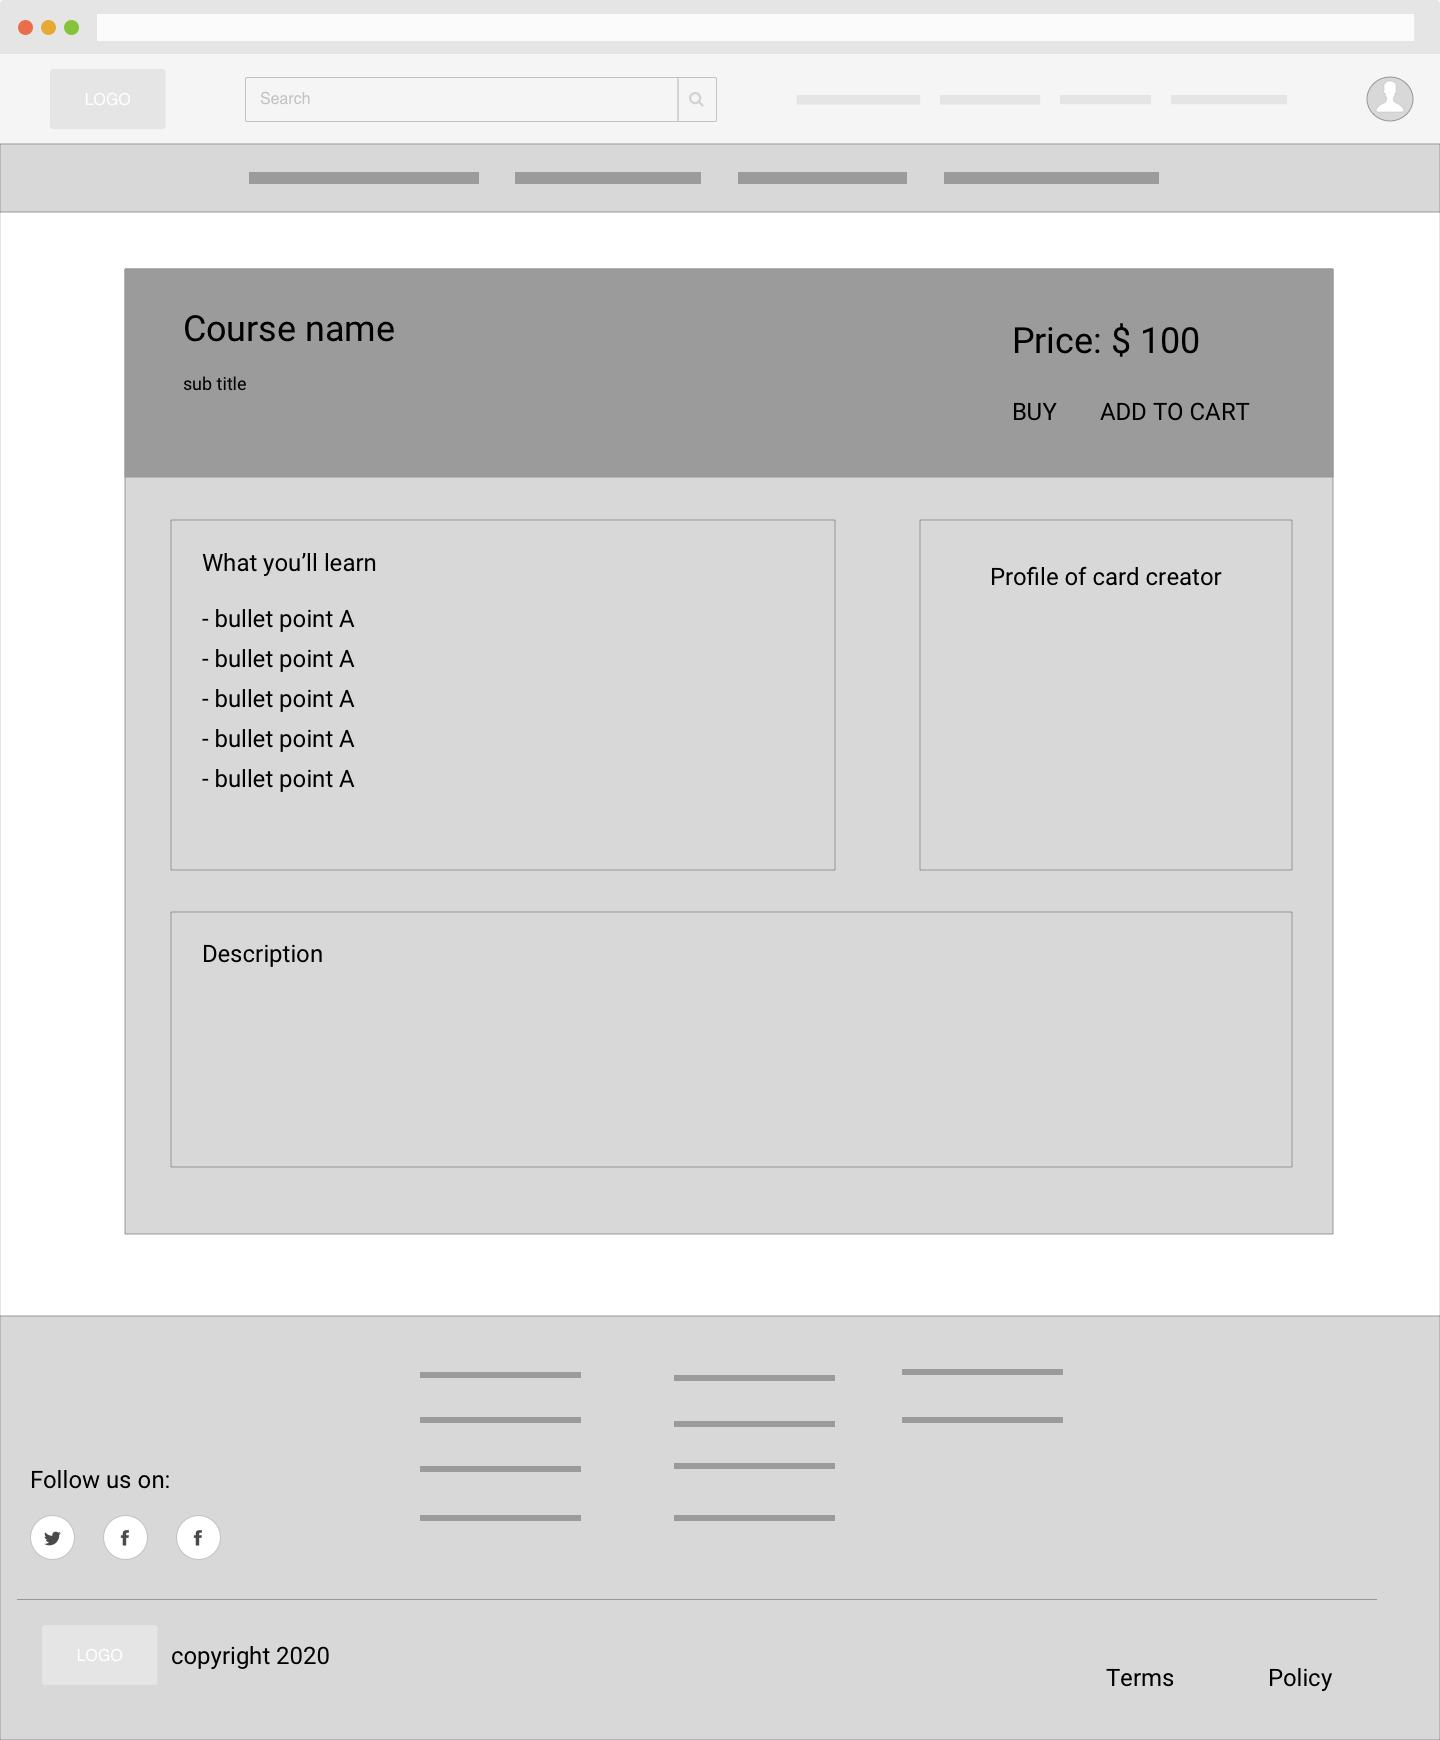 LOGO
Search
Course name
sub title
Price: $ 100
BUY
ADD TO CART
What you’ll learn
- bullet point A
- bullet point A
- bullet point A
- bullet point A
- bullet point A
Profile of card creator
Description
Follow us on:
LOGO
copyright 2020
Terms
Policy